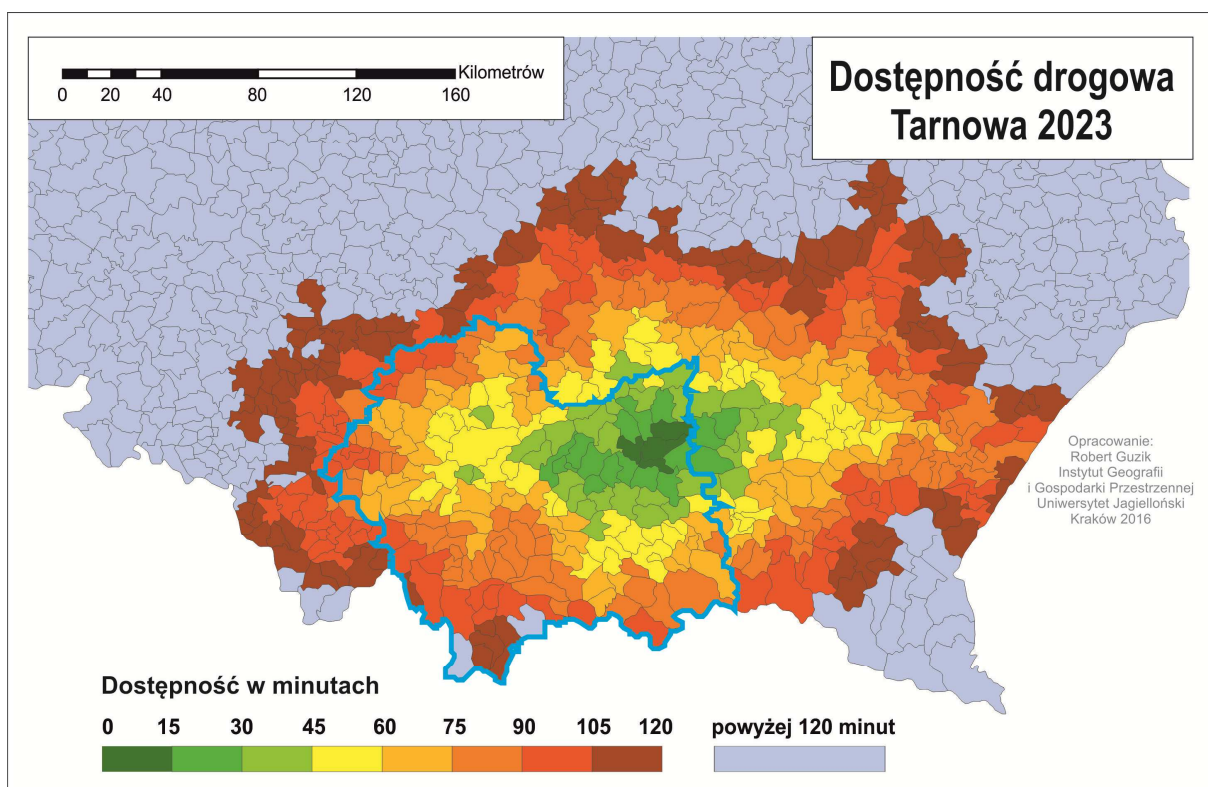 Kilometrów
0 20 40 80 120 160
Dostępność drogowa
Tarnowa 2023
Opracowanie:
Robert Guzik
Instytut Geografii
i Gospodarki Przestrzennej
Uniwersytet Jagielloński
Kraków 2016
Dostępność w minutach
0 15 30 45 60 75 90 105 120
powyżej 120 minut